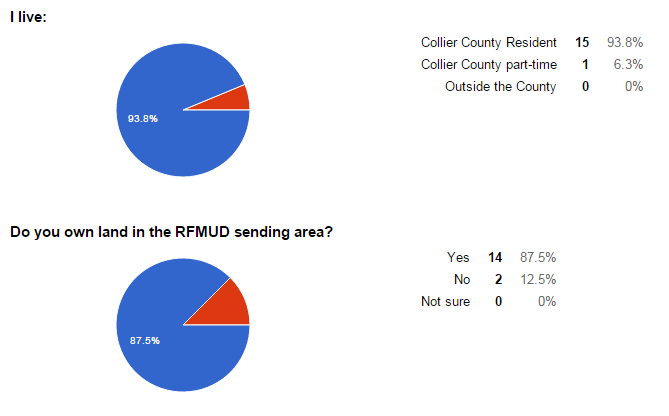 I live:
Collier County Resident 15 93.8%
Collier County part-time 1 6.3%
Outside the County 0 0%
93.8%
Do you own land in the RFMUD sending area?
Yes 14 87.5%
No 2 12.5%
Not sure 0 0%
87.5%